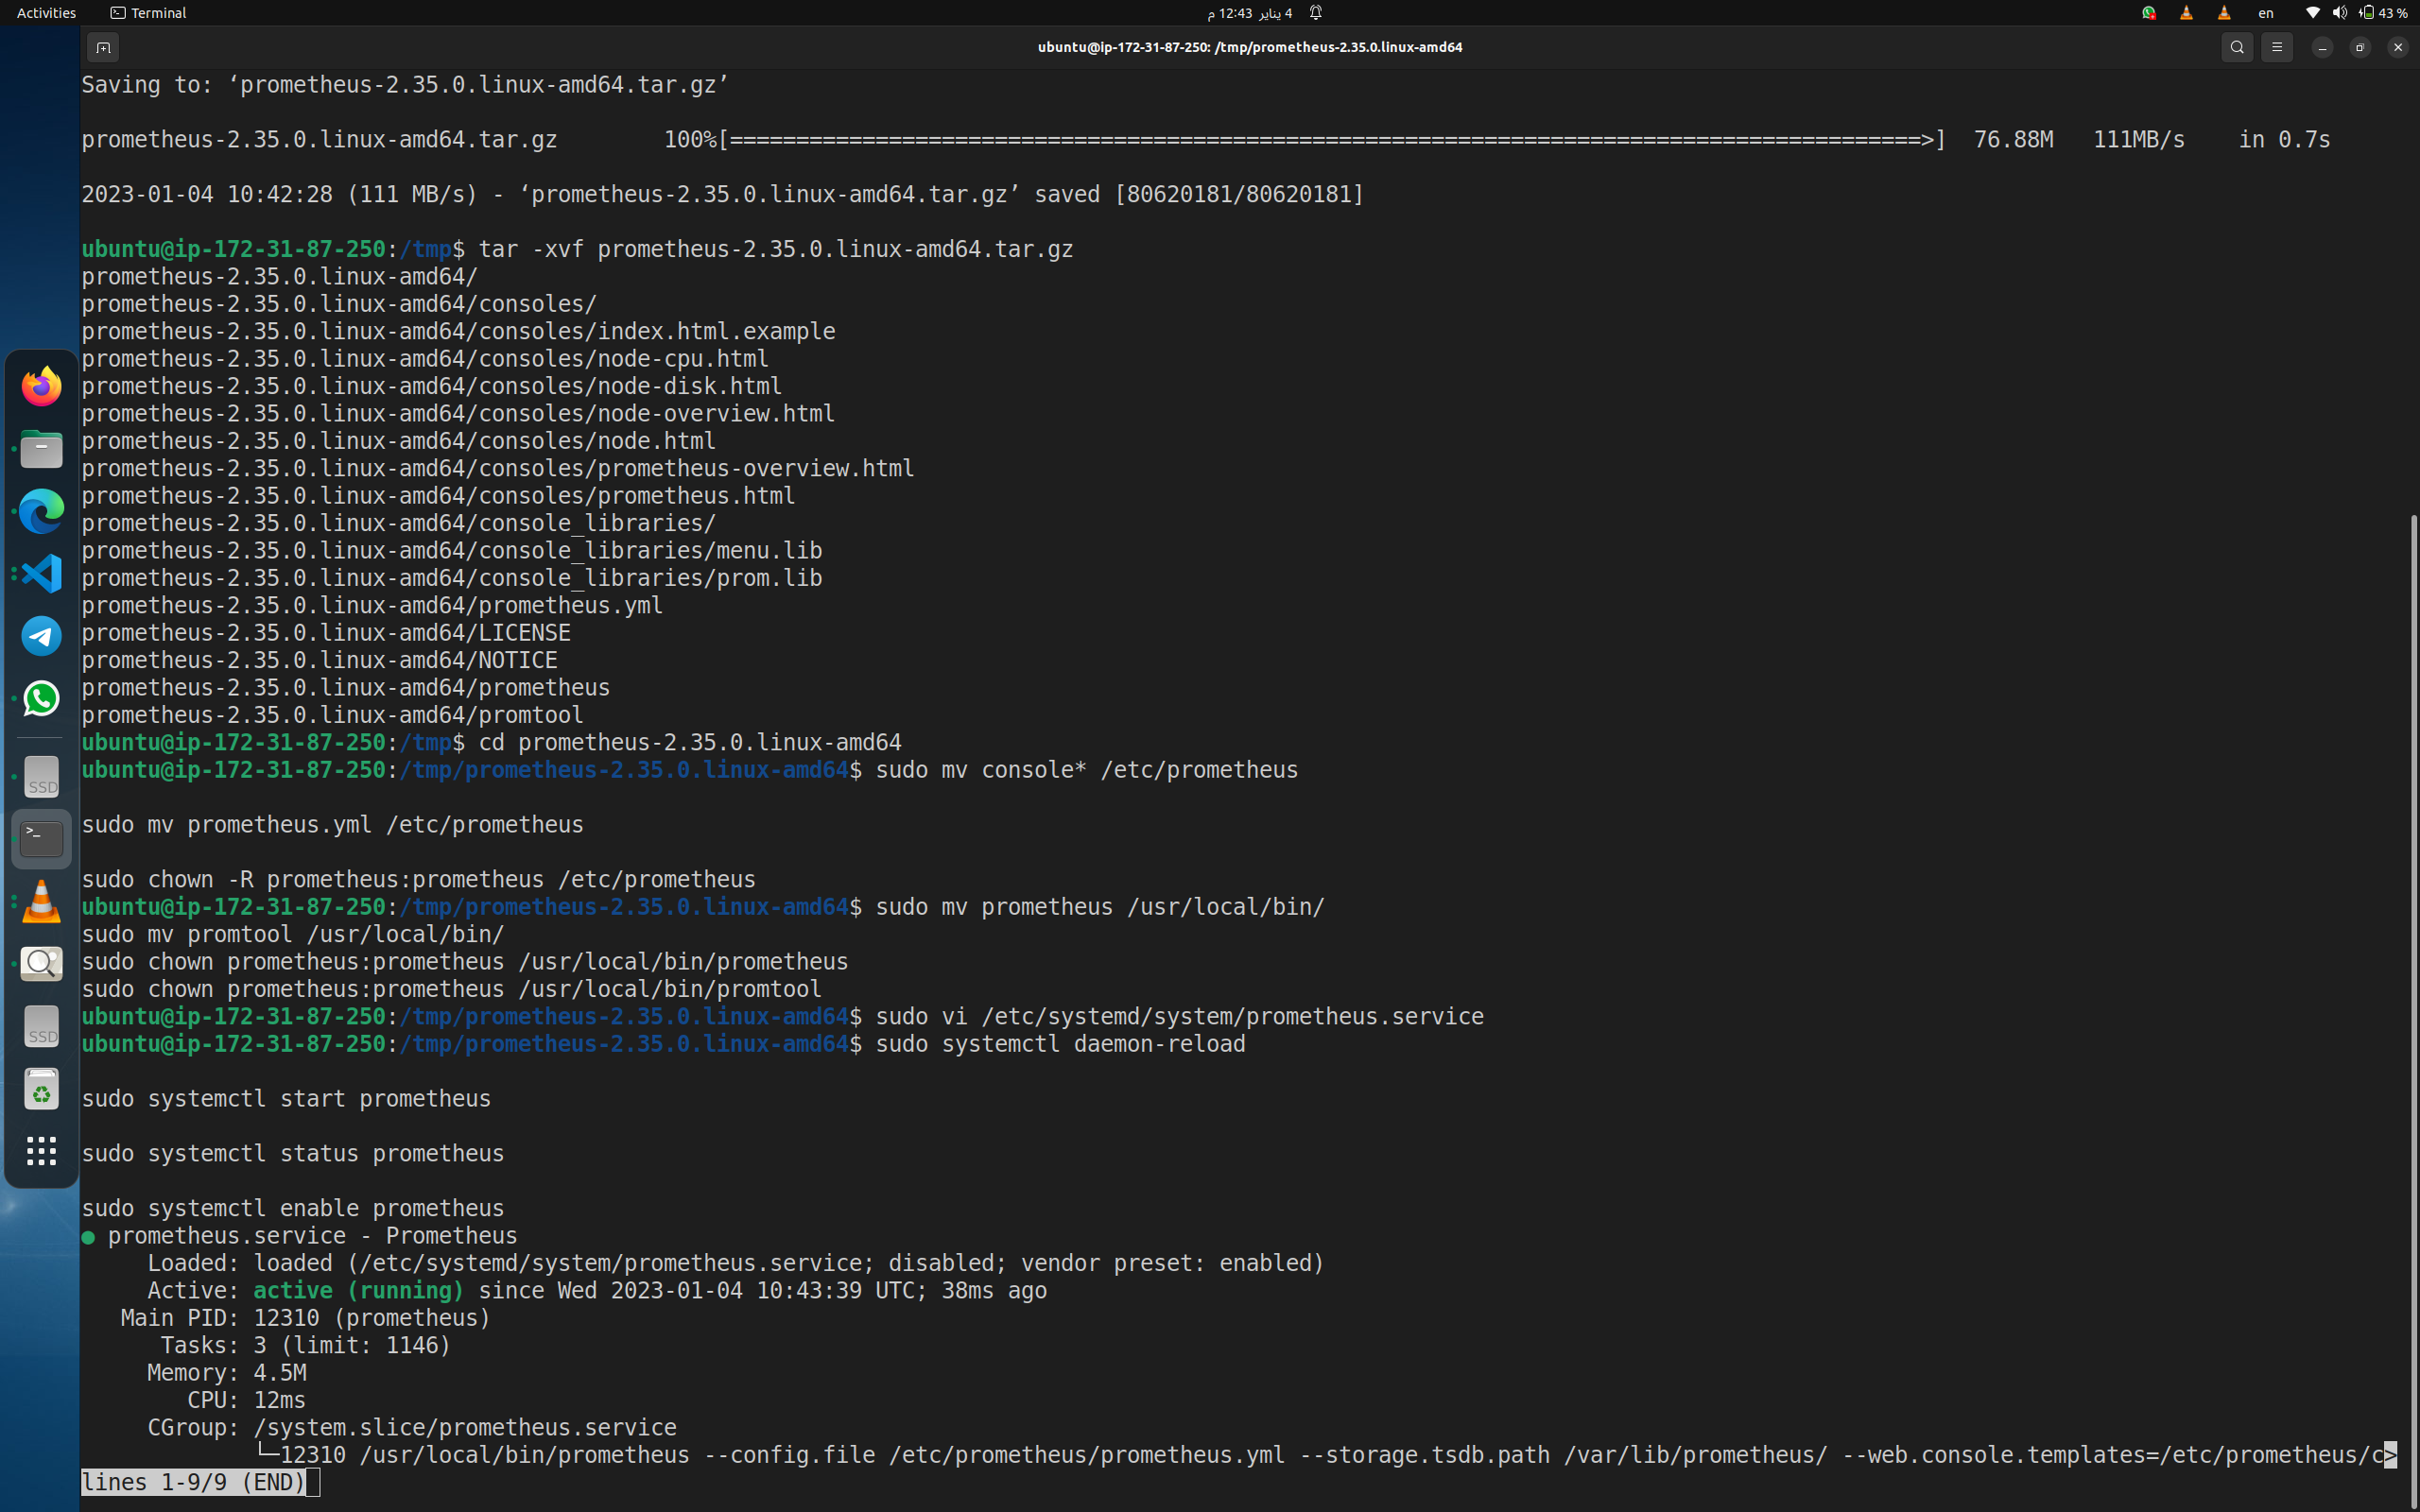 Activities
Terminal
4 يناير 12:43 م
en
43 %
ubuntu@ip-172-31-87-250: /tmp/prometheus-2.35.0.linux-amd64
Saving to: ‘prometheus-2.35.0.linux-amd64.tar.gz’
prometheus-2.35.0.linux-amd64.tar.gz 100%[==========================================================================================>] 76.88M 111MB/s in 0.7s
2023-01-04 10:42:28 (111 MB/s) - ‘prometheus-2.35.0.linux-amd64.tar.gz’ saved [80620181/80620181]
ubuntu@ip-172-31-87-250:/tmp$ tar -xvf prometheus-2.35.0.linux-amd64.tar.gz
prometheus-2.35.0.linux-amd64/
prometheus-2.35.0.linux-amd64/consoles/
prometheus-2.35.0.linux-amd64/consoles/index.html.example
prometheus-2.35.0.linux-amd64/consoles/node-cpu.html
prometheus-2.35.0.linux-amd64/consoles/node-disk.html
prometheus-2.35.0.linux-amd64/consoles/node-overview.html
prometheus-2.35.0.linux-amd64/consoles/node.html
prometheus-2.35.0.linux-amd64/consoles/prometheus-overview.html
prometheus-2.35.0.linux-amd64/consoles/prometheus.html
prometheus-2.35.0.linux-amd64/console_libraries/
prometheus-2.35.0.linux-amd64/console_libraries/menu.lib
prometheus-2.35.0.linux-amd64/console_libraries/prom.lib
prometheus-2.35.0.linux-amd64/prometheus.yml
prometheus-2.35.0.linux-amd64/LICENSE
prometheus-2.35.0.linux-amd64/NOTICE
prometheus-2.35.0.linux-amd64/prometheus
prometheus-2.35.0.linux-amd64/promtool
ubuntu@ip-172-31-87-250:/tmp$ cd prometheus-2.35.0.linux-amd64
ubuntu@ip-172-31-87-250:/tmp/prometheus-2.35.0.linux-amd64$ sudo mv console* /etc/prometheus
sudo mv prometheus.yml /etc/prometheus
sudo chown -R prometheus:prometheus /etc/prometheus
ubuntu@ip-172-31-87-250:/tmp/prometheus-2.35.0.linux-amd64$ sudo mv prometheus /usr/local/bin/
sudo mv promtool /usr/local/bin/
sudo chown prometheus:prometheus /usr/local/bin/prometheus
sudo chown prometheus:prometheus /usr/local/bin/promtool
ubuntu@ip-172-31-87-250:/tmp/prometheus-2.35.0.linux-amd64$ sudo vi /etc/systemd/system/prometheus.service
ubuntu@ip-172-31-87-250:/tmp/prometheus-2.35.0.linux-amd64$ sudo systemctl daemon-reload
sudo systemctl start prometheus
sudo systemctl status prometheus
sudo systemctl enable prometheus
● prometheus.service - Prometheus
Loaded: loaded (/etc/systemd/system/prometheus.service; disabled; vendor preset: enabled)
Active: active (running) since Wed 2023-01-04 10:43:39 UTC; 38ms ago
Main PID: 12310 (prometheus)
Tasks: 3 (limit: 1146)
Memory: 4.5M
CPU: 12ms
CGroup: /system.slice/prometheus.service
└─12310 /usr/local/bin/prometheus --config.file /etc/prometheus/prometheus.yml --storage.tsdb.path /var/lib/prometheus/ --web.console.templates=/etc/prometheus/c>
lines 1-9/9 (END)
SSD
SSD